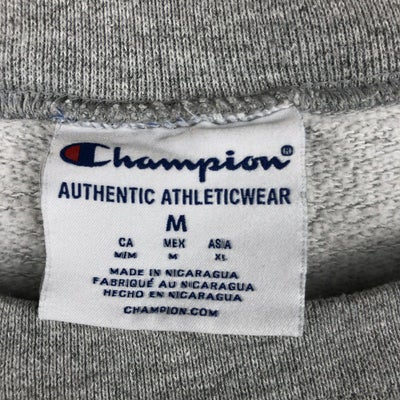 Champion®
AUTHENTIC ATHLETICWEAR
M
CA MEX ASIA
M/M M XL
MADE IN NICARAGUA
FABRIQUÉ AU NICARAGUA
HECHO EN NICARAGUA
CHAMPION.COM